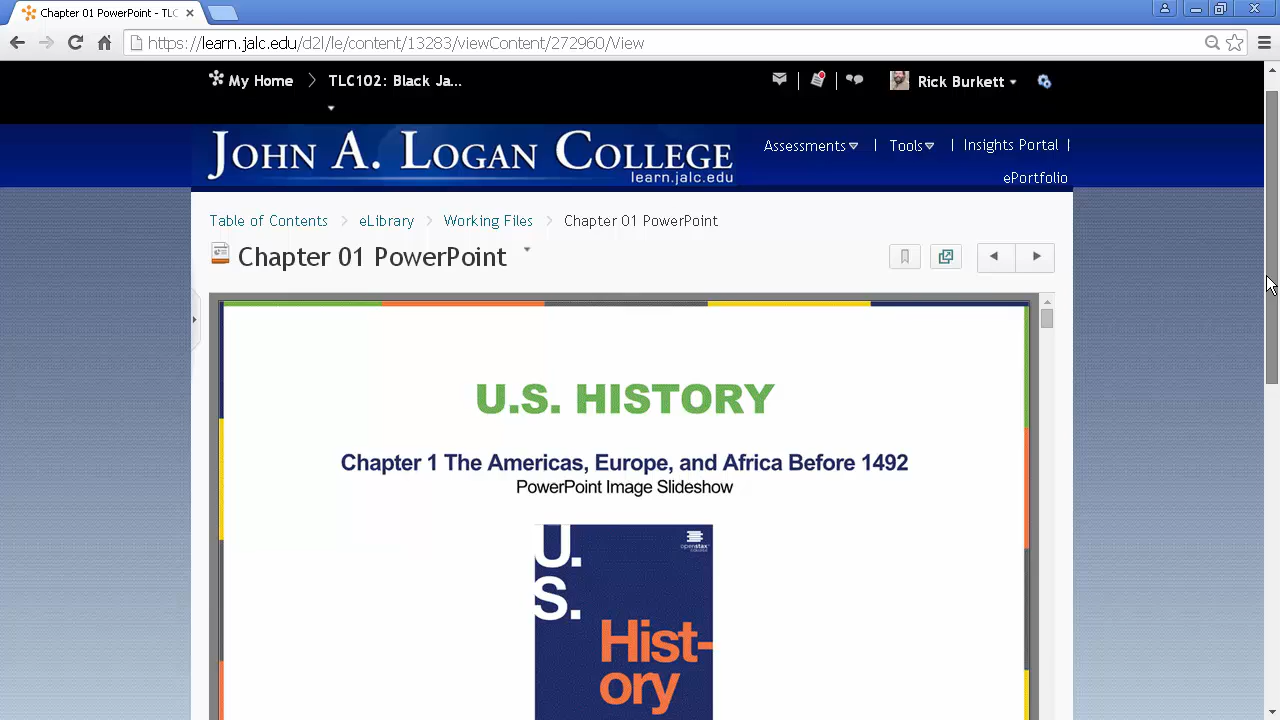 Chapter 01 PowerPoint - TLC
https://learn.jalc.edu/d2l/le/content/13283/viewContent/272960/View
My Home TLC102: Black Ja... Rick Burkett
JOHN A. LOGAN COLLEGE
learn.jalc.edu
Assessments Tools Insights Portal
ePortfolio
Table of Contents eLibrary Working Files Chapter 01 PowerPoint
Chapter 01 PowerPoint
U.S. HISTORY
Chapter 1 The Americas, Europe, and Africa Before 1492
PowerPoint Image Slideshow
openstax
COLLEGE
U.
S.
Hist-
ory